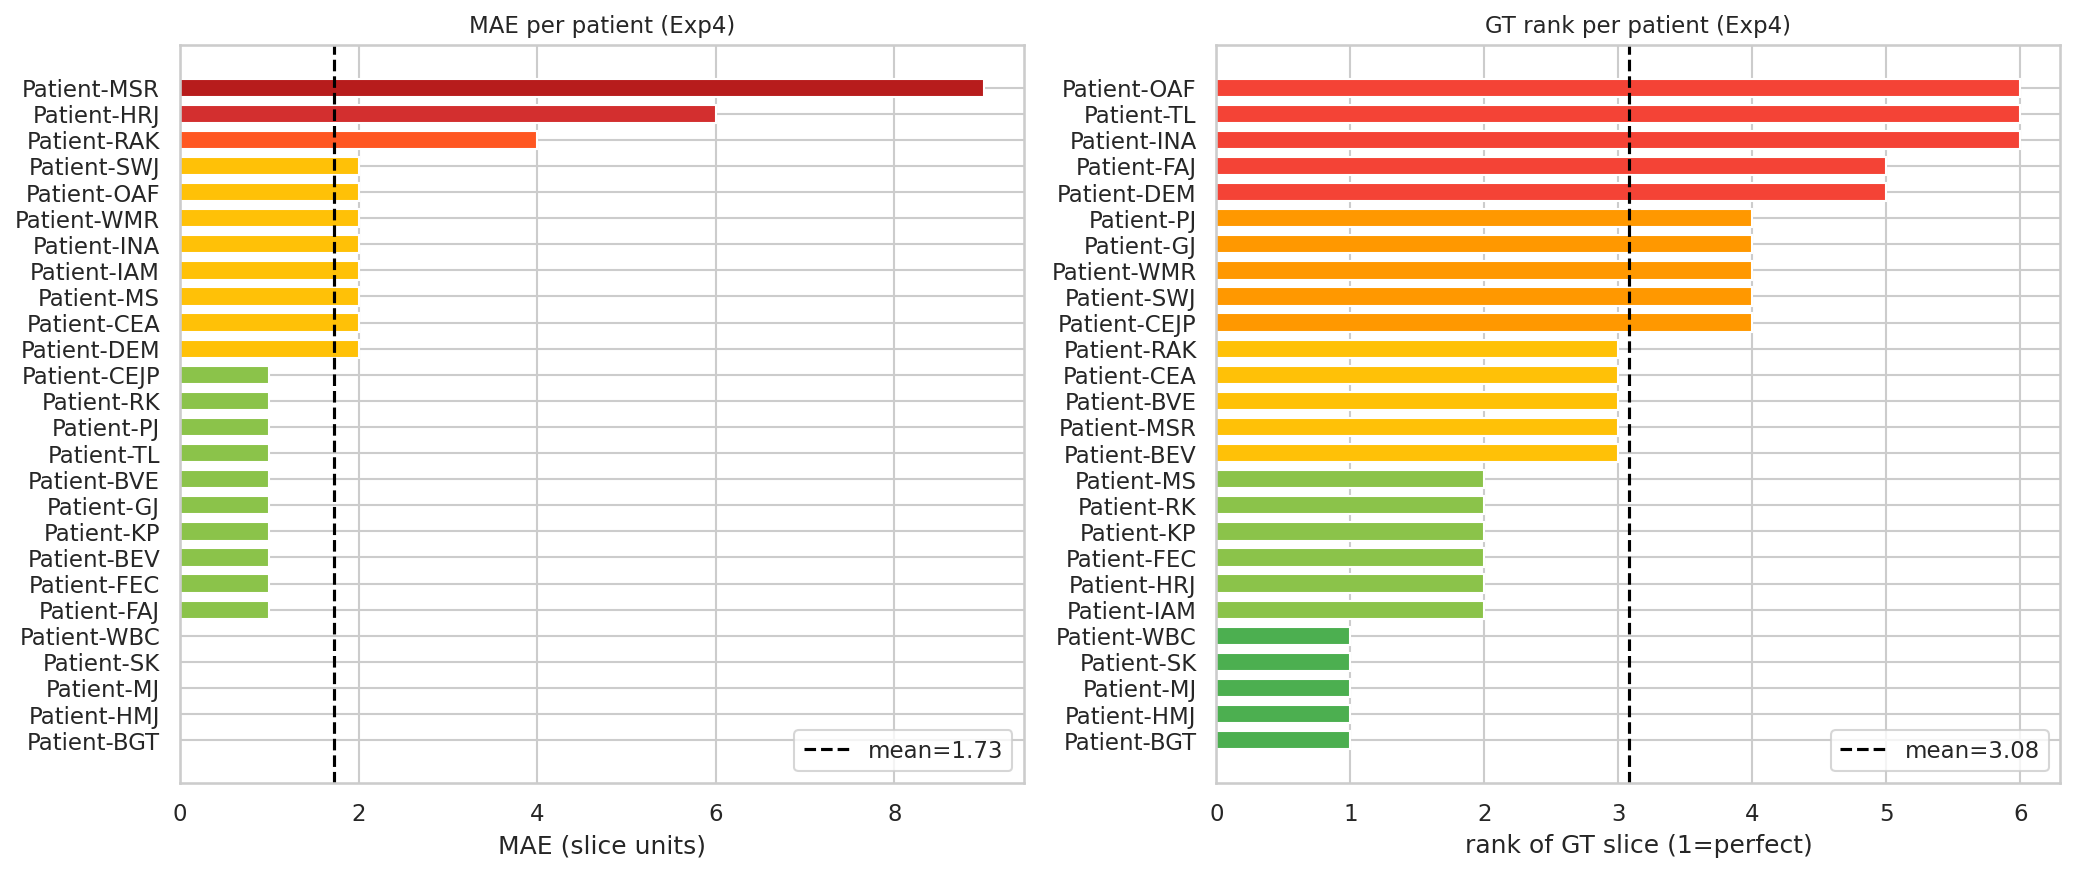 MAE per patient (Exp4)
Patient-MSR
Patient-HRJ
Patient-RAK
Patient-SWJ
Patient-OAF
Patient-WMR
Patient-INA
Patient-IAM
Patient-MS
Patient-CEA
Patient-DEM
Patient-CEJP
Patient-RK
Patient-PJ
Patient-TL
Patient-BVE
Patient-GJ
Patient-KP
Patient-BEV
Patient-FEC
Patient-FAJ
Patient-WBC
Patient-SK
Patient-MJ
Patient-HMJ
Patient-BGT
mean=1.73
0 2 4 6 8
MAE (slice units)
GT rank per patient (Exp4)
Patient-OAF
Patient-TL
Patient-INA
Patient-FAJ
Patient-DEM
Patient-PJ
Patient-GJ
Patient-WMR
Patient-SWJ
Patient-CEJP
Patient-RAK
Patient-CEA
Patient-BVE
Patient-MSR
Patient-BEV
Patient-MS
Patient-RK
Patient-KP
Patient-FEC
Patient-HRJ
Patient-IAM
Patient-WBC
Patient-SK
Patient-MJ
Patient-HMJ
Patient-BGT
mean=3.08
0 1 2 3 4 5 6
rank of GT slice (1=perfect)